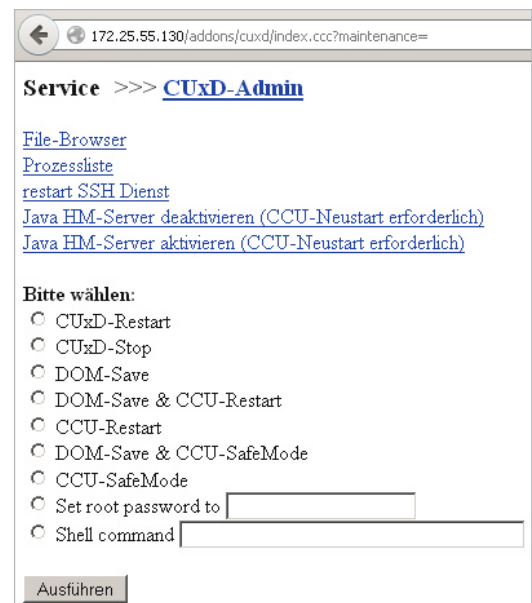 172.25.55.130/addons/cuxd/index.ccc?maintenance=
Service >>> CUxD-Admin
File-Browser
Prozessliste
restart SSH Dienst
Java HM-Server deaktivieren (CCU-Neustart erforderlich)
Java HM-Server aktivieren (CCU-Neustart erforderlich)
Bitte wählen:
CUxD-Restart
CUxD-Stop
DOM-Save
DOM-Save & CCU-Restart
CCU-Restart
DOM-Save & CCU-SafeMode
CCU-SafeMode
Set root password to
Shell command
Ausführen